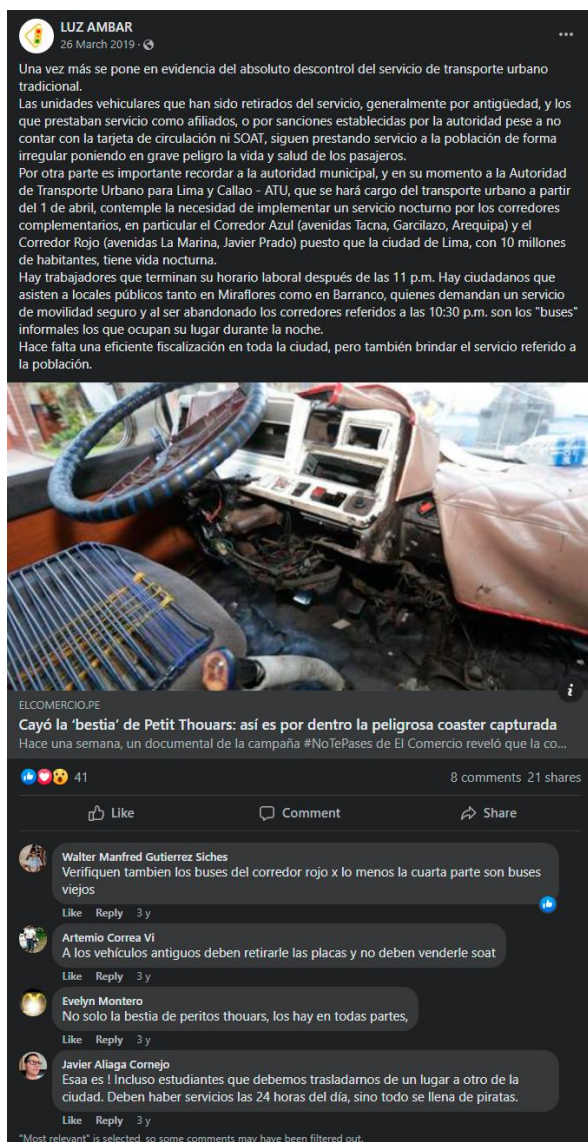 LUZ AMBAR
26 March 2019 ·
Una vez más se pone en evidencia del absoluto descontrol del servicio de transporte urbano
tradicional.
Las unidades vehiculares que han sido retirados del servicio, generalmente por antigüedad, y los
que prestaban servicio como afiliados, o por sanciones establecidas por la autoridad pese a no
contar con la tarjeta de circulación ni SOAT, siguen prestando servicio a la población de forma
irregular poniendo en grave peligro la vida y salud de los pasajeros.
Por otra parte es importante recordar a la autoridad municipal, y en su momento a la Autoridad
de Transporte Urbano para Lima y Callao - ATU, que se hará cargo del transporte urbano a partir
del 1 de abril, contemple la necesidad de implementar un servicio nocturno por los corredores
complementarios, en particular el Corredor Azul (avenidas Tacna, Garcilazo, Arequipa) y el
Corredor Rojo (avenidas La Marina, Javier Prado) puesto que la ciudad de Lima, con 10 millones
de habitantes, tiene vida nocturna.
Hay trabajadores que terminan su horario laboral después de las 11 p.m. Hay ciudadanos que
asisten a locales públicos tanto en Miraflores como en Barranco, quienes demandan un servicio
de movilidad seguro y al ser abandonado los corredores referidos a las 10:30 p.m. son los "buses"
informales los que ocupan su lugar durante la noche.
Hace falta una eficiente fiscalización en toda la ciudad, pero también brindar el servicio referido a
la población.
ELCOMERCIO.PE
Cayó la 'bestia' de Petit Thouars: así es por dentro la peligrosa coaster capturada
Hace una semana, un documental de la campaña #NoTePases de El Comercio reveló que la co...
41
8 comments 21 shares
Like Comment Share
Walter Manfred Gutierrez Siches
Verifiquen tambien los buses del corredor rojo x lo menos la cuarta parte son buses
viejos
Like Reply 3 y
Artemio Correa Vi
A los vehículos antiguos deben retirarle las placas y no deben venderle soat
Like Reply 3 y
Evelyn Montero
No solo la bestia de peritos thouars, los hay en todas partes,
Like Reply 3 y
Javier Aliaga Cornejo
Esaa es ! Incluso estudiantes que debemos trasladarnos de un lugar a otro de la
ciudad. Deben haber servicios las 24 horas del día, sino todo se llena de piratas.
Like Reply 3 y
"Most relevant" is selected, so some comments may have been filtered out.